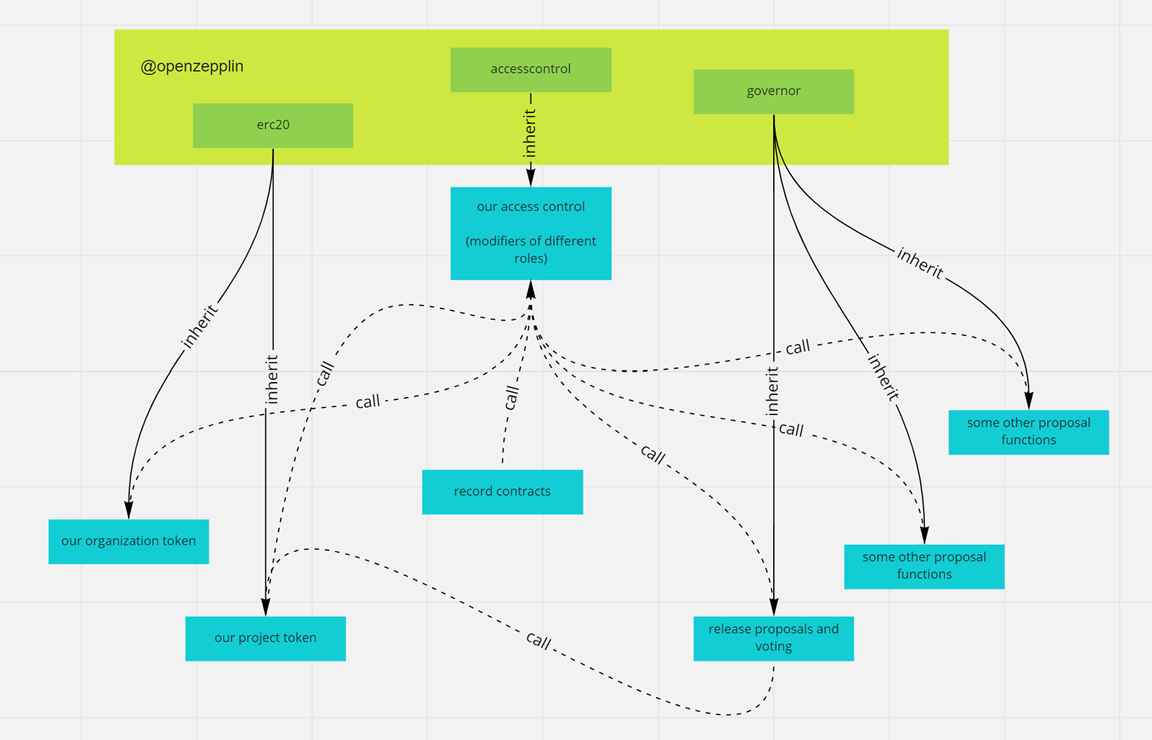 @openzepplin
accesscontrol
governor
erc20
inherit
our access control
(modifiers of different
roles)
inherit
inherit
call
call
inherit
call
inherit
inherit
call
call
call
some other proposal
functions
record contracts
our organization token
some other proposal
functions
our project token
call
release proposals and
voting